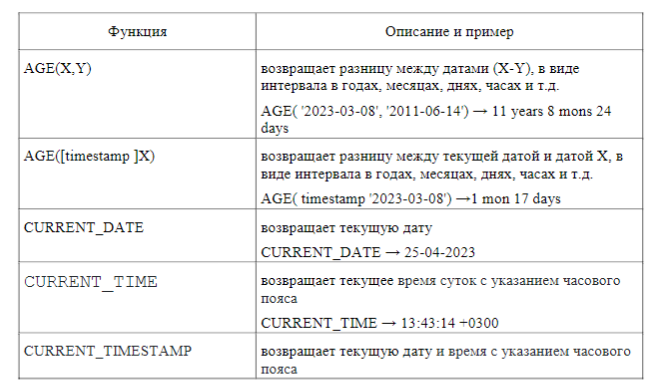 Функция
Описание и пример
AGE(X,Y)
возвращает разницу между датами (X-Y), в виде
интервала в годах, месяцах, днях, часах и т.д.
AGE( '2023-03-08', '2011-06-14') → 11 years 8 mons 24
days
AGE([timestamp ]X)
возвращает разницу между текущей датой и датой X, в
виде интервала в годах, месяцах, днях, часах и т.д.
AGE( timestamp '2023-03-08') →1 mon 17 days
CURRENT_DATE
возвращает текущую дату
CURRENT_DATE → 25-04-2023
CURRENT_TIME
возвращает текущее время суток с указанием часового
пояса
CURRENT_TIME → 13:43:14 +0300
CURRENT_TIMESTAMP
возвращает текущую дату и время с указанием часового
пояса